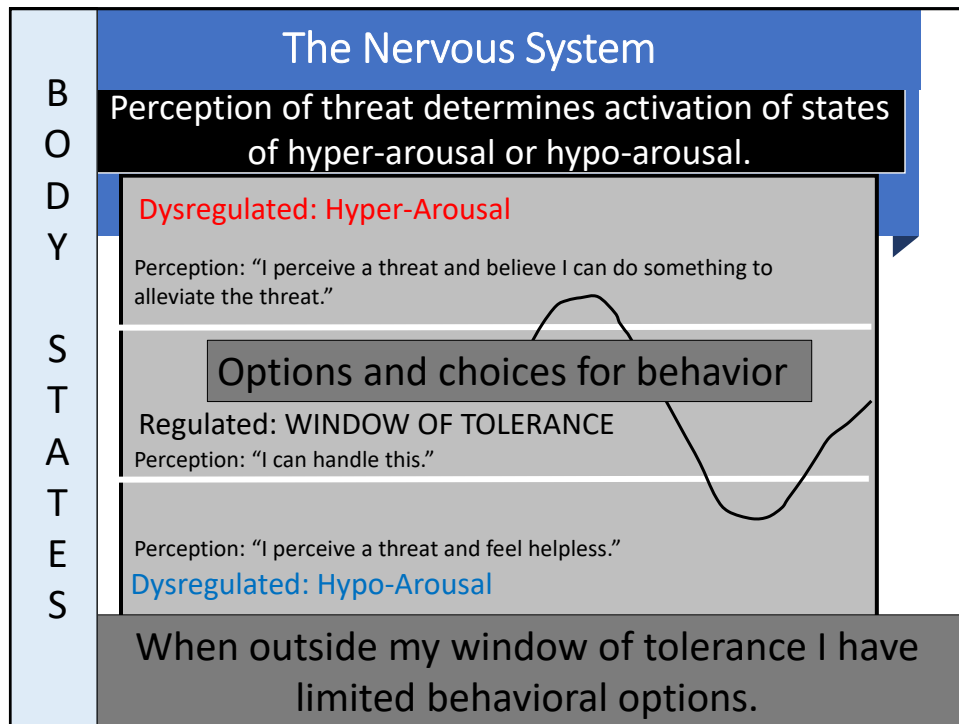 The Nervous System
BODY STATES
Perception of threat determines activation of states
of hyper-arousal or hypo-arousal.
Dysregulated: Hyper-Arousal
Perception: “I perceive a threat and believe I can do something to
alleviate the threat.”
Options and choices for behavior
Regulated: WINDOW OF TOLERANCE
Perception: “I can handle this.”
Perception: “I perceive a threat and feel helpless.”
Dysregulated: Hypo-Arousal
When outside my window of tolerance I have
limited behavioral options.